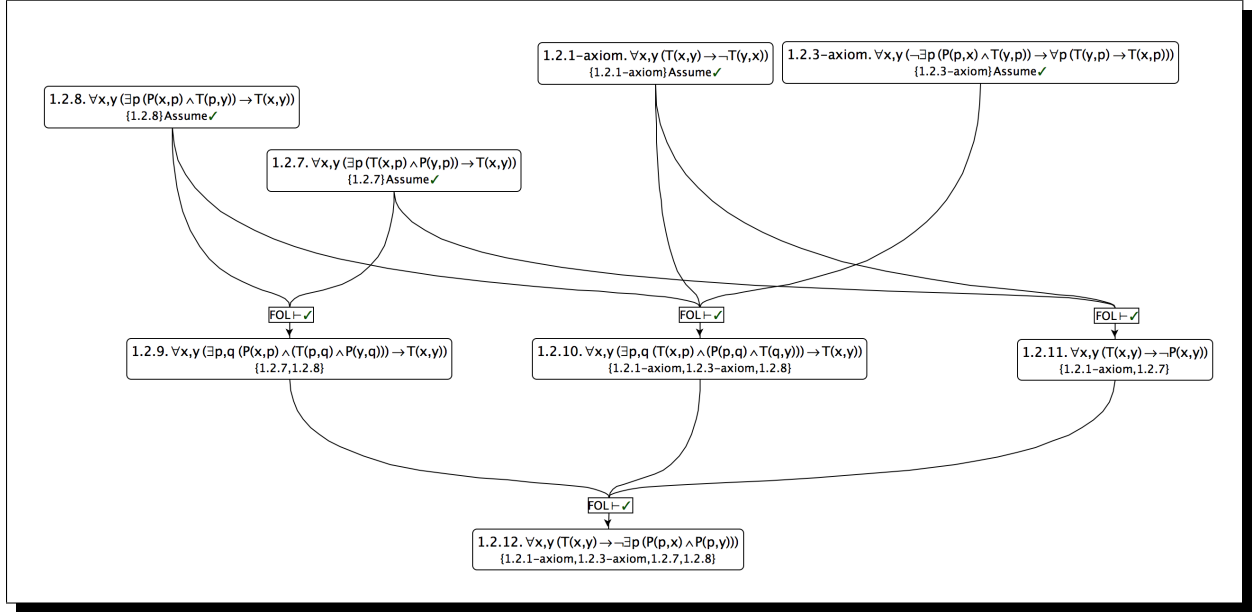 1.2.1-axiom. ∀x,y (T(x,y) → ¬T(y,x))
{1.2.1-axiom} Assume ✓
1.2.3-axiom. ∀x,y (¬∃p (P(p,x) ∧ T(y,p)) → ∀p (T(y,p) → T(x,p)))
{1.2.3-axiom} Assume ✓
1.2.8. ∀x,y (∃p (P(x,p) ∧ T(p,y)) → T(x,y))
{1.2.8} Assume ✓
1.2.7. ∀x,y (∃p (T(x,p) ∧ P(y,p)) → T(x,y))
{1.2.7} Assume ✓
FOL ⊢ ✓
FOL ⊢ ✓
FOL ⊢ ✓
1.2.9. ∀x,y (∃p,q (P(x,p) ∧ (T(p,q) ∧ P(y,q))) → T(x,y))
{1.2.7,1.2.8}
1.2.10. ∀x,y (∃p,q (T(x,p) ∧ (P(p,q) ∧ T(q,y))) → T(x,y))
{1.2.1-axiom,1.2.3-axiom,1.2.8}
1.2.11. ∀x,y (T(x,y) → ¬P(x,y))
{1.2.1-axiom,1.2.7}
FOL ⊢ ✓
1.2.12. ∀x,y (T(x,y) → ¬∃p (P(p,x) ∧ P(p,y)))
{1.2.1-axiom,1.2.3-axiom,1.2.7,1.2.8}